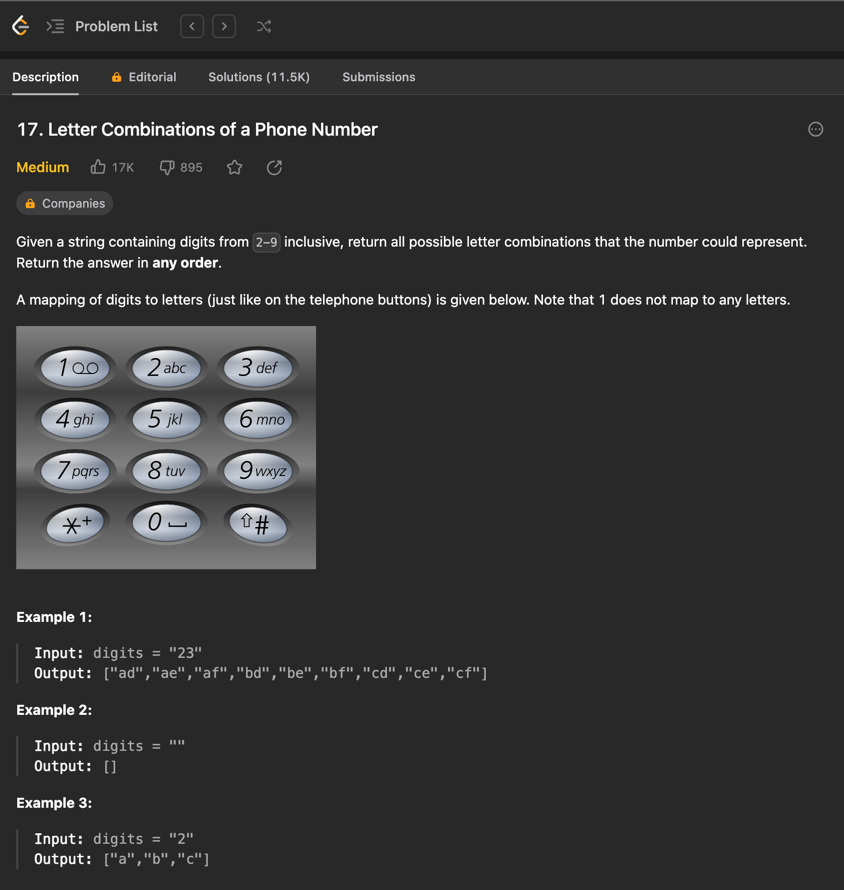 Problem List
Description Editorial Solutions (11.5K) Submissions
17. Letter Combinations of a Phone Number
Medium 17K 895
Companies
Given a string containing digits from 2-9 inclusive, return all possible letter combinations that the number could represent.
Return the answer in any order.
A mapping of digits to letters (just like on the telephone buttons) is given below. Note that 1 does not map to any letters.
1 2 abc 3 def
4 ghi 5 jkl 6 mno
7 pqrs 8 tuv 9 wxyz
*+ 0 #
Example 1:
Input: digits = "23"
Output: ["ad","ae","af","bd","be","bf","cd","ce","cf"]
Example 2:
Input: digits = ""
Output: []
Example 3:
Input: digits = "2"
Output: ["a","b","c"]